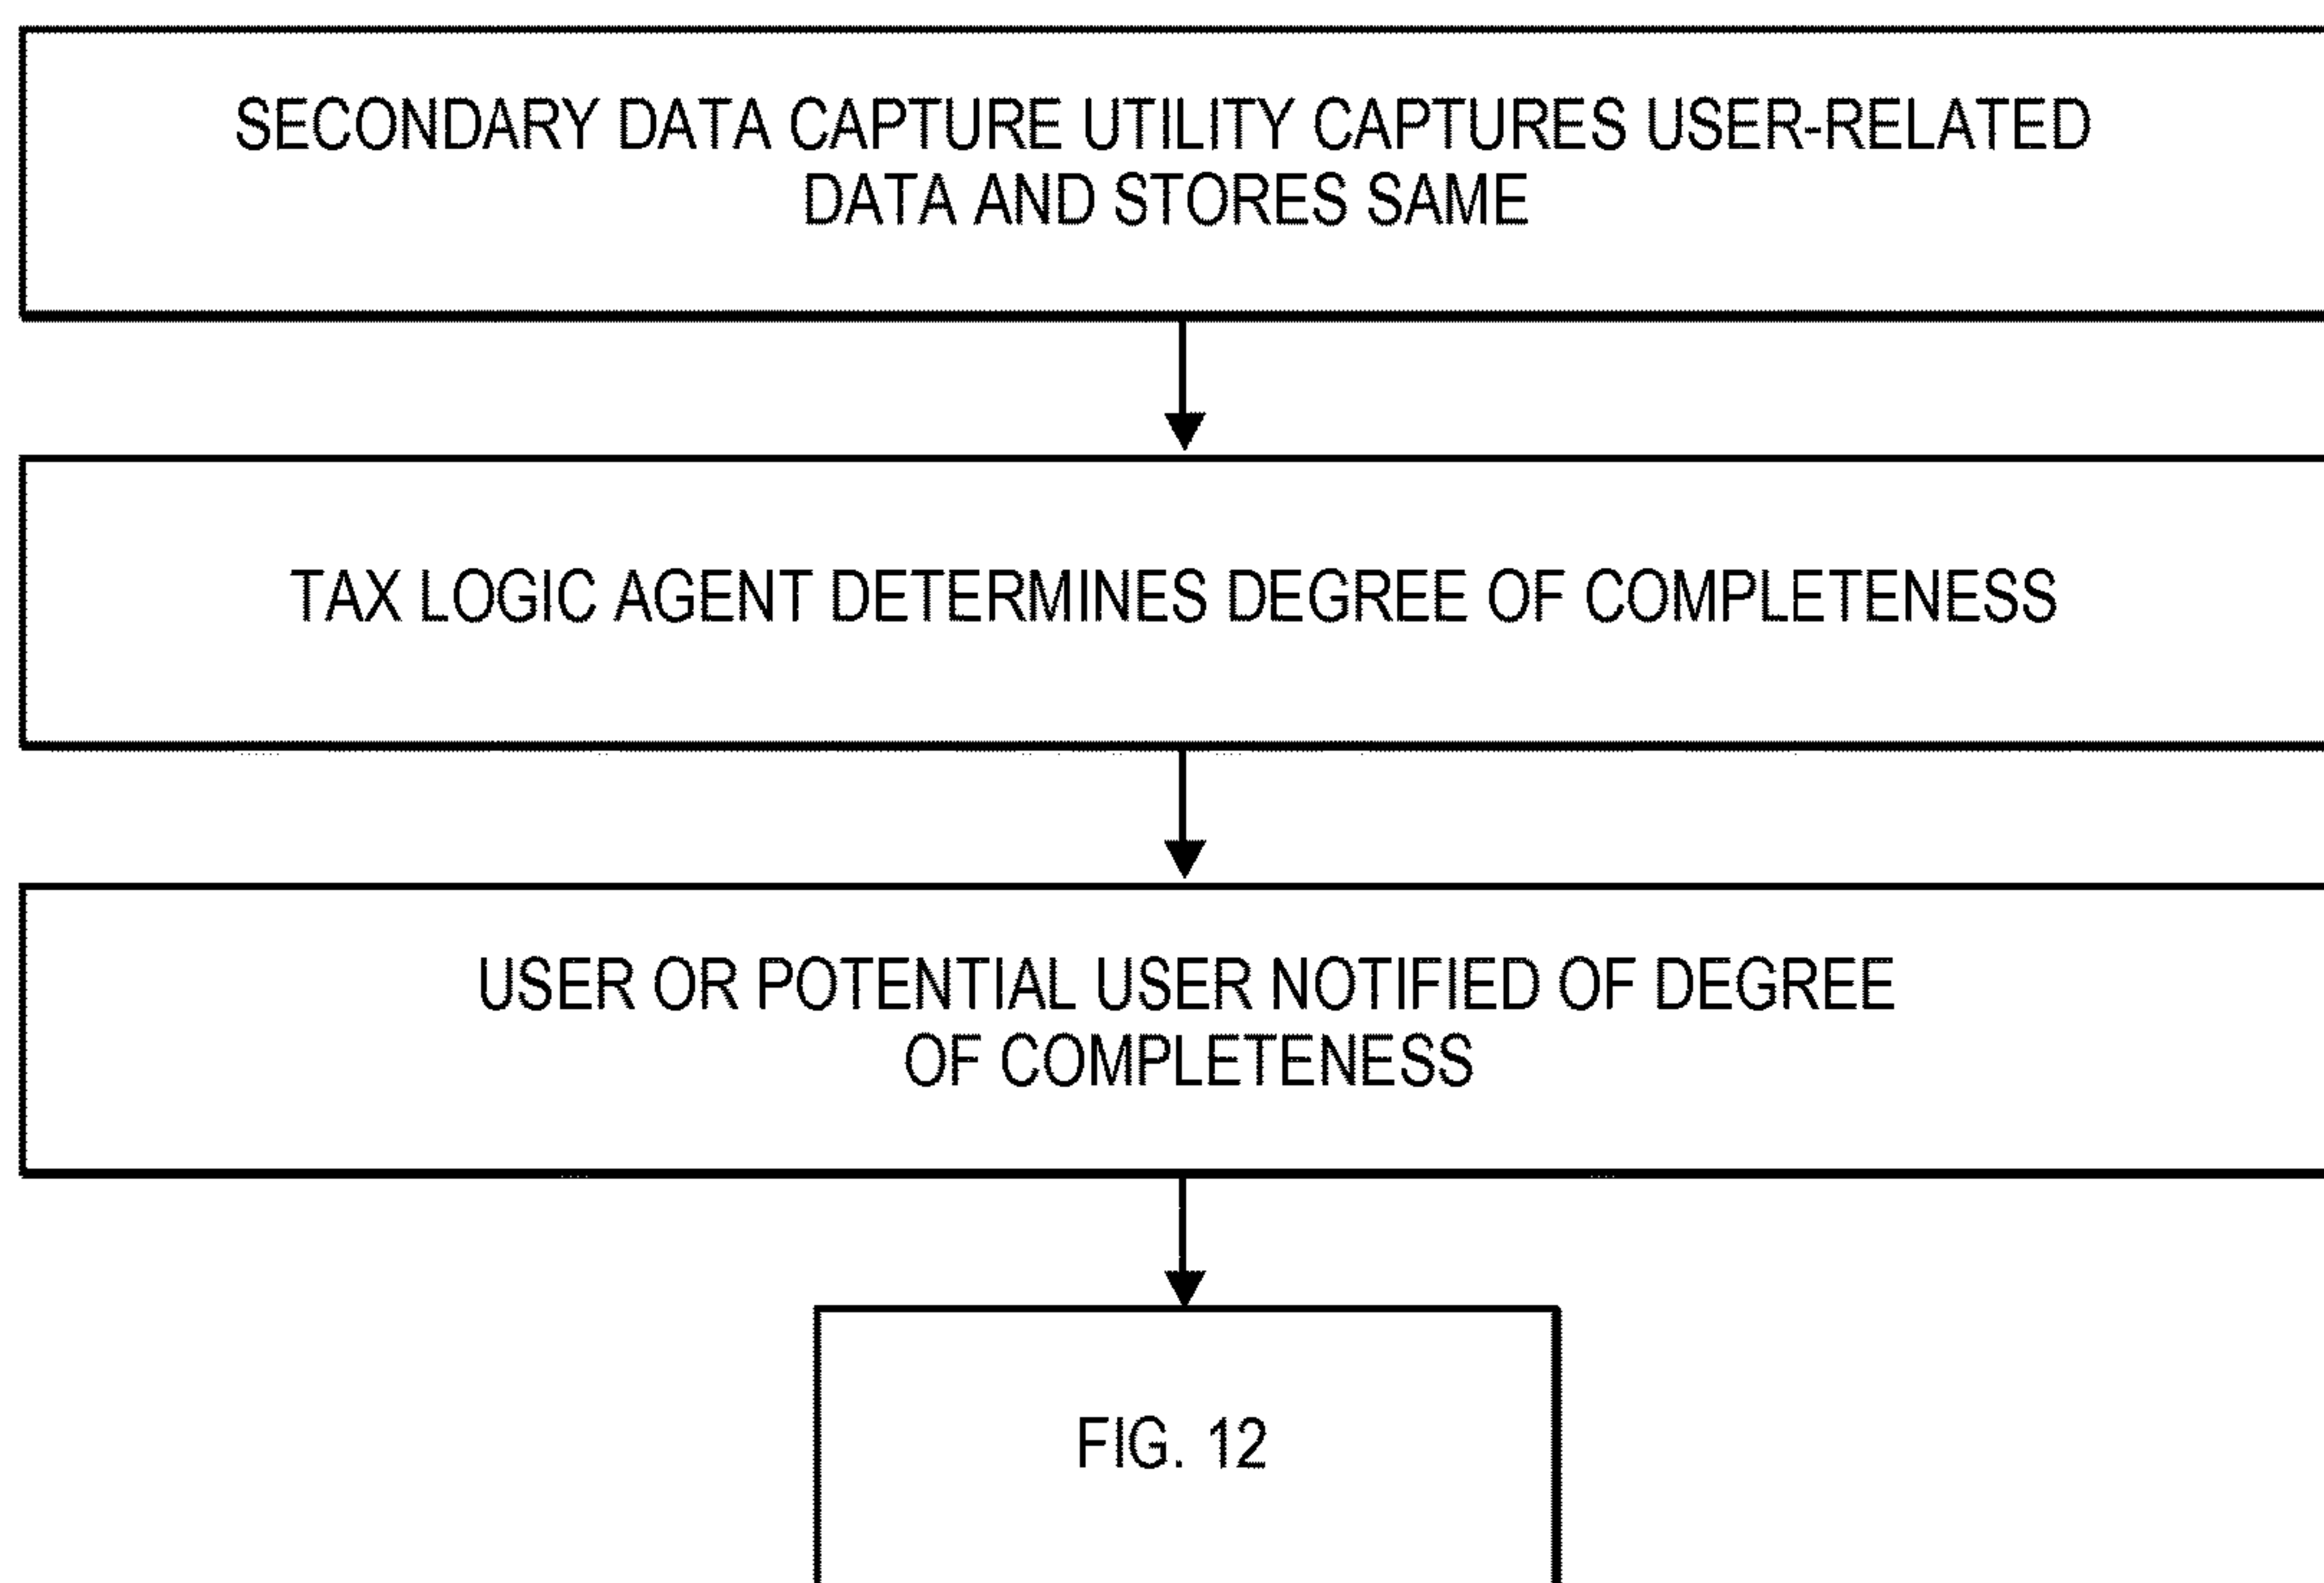 SECONDARY DATA CAPTURE UTILITY CAPTURES USER-RELATED
DATA AND STORES SAME
TAX LOGIC AGENT DETERMINES DEGREE OF COMPLETENESS
USER OR POTENTIAL USER NOTIFIED OF DEGREE
OF COMPLETENESS
FIG. 12